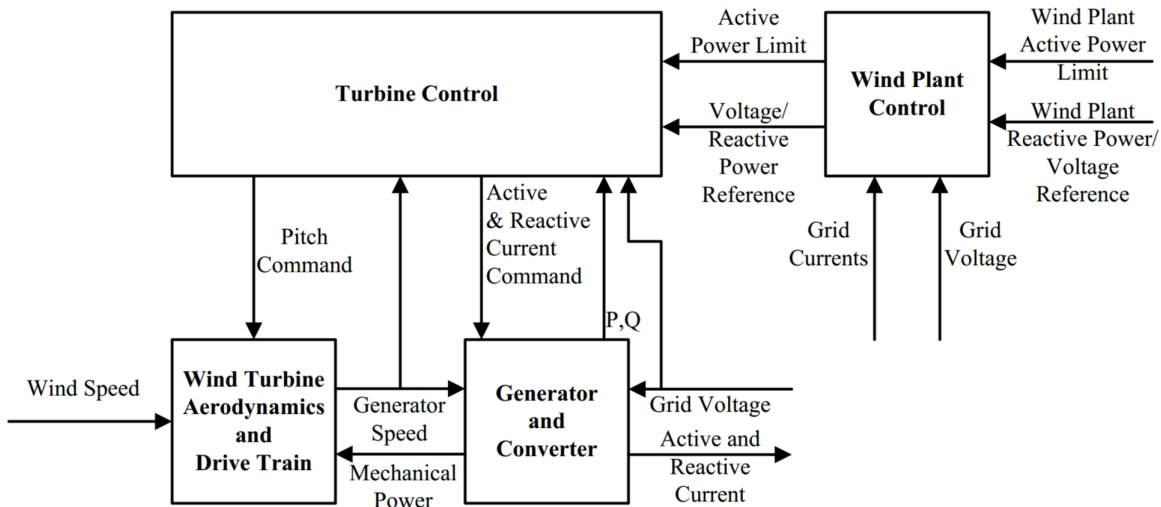 Active
Power Limit
Wind Plant
Active Power
Limit
Turbine Control
Wind Plant
Control
Voltage/
Reactive
Power
Reference
Wind Plant
Reactive Power/
Voltage
Reference
Pitch
Command
Active
& Reactive
Current
Command
Grid
Currents
Grid
Voltage
P,Q
Wind Speed
Wind Turbine
Aerodynamics
and
Drive Train
Generator
Speed
Mechanical
Power
Generator
and
Converter
Grid Voltage
Active and
Reactive
Current